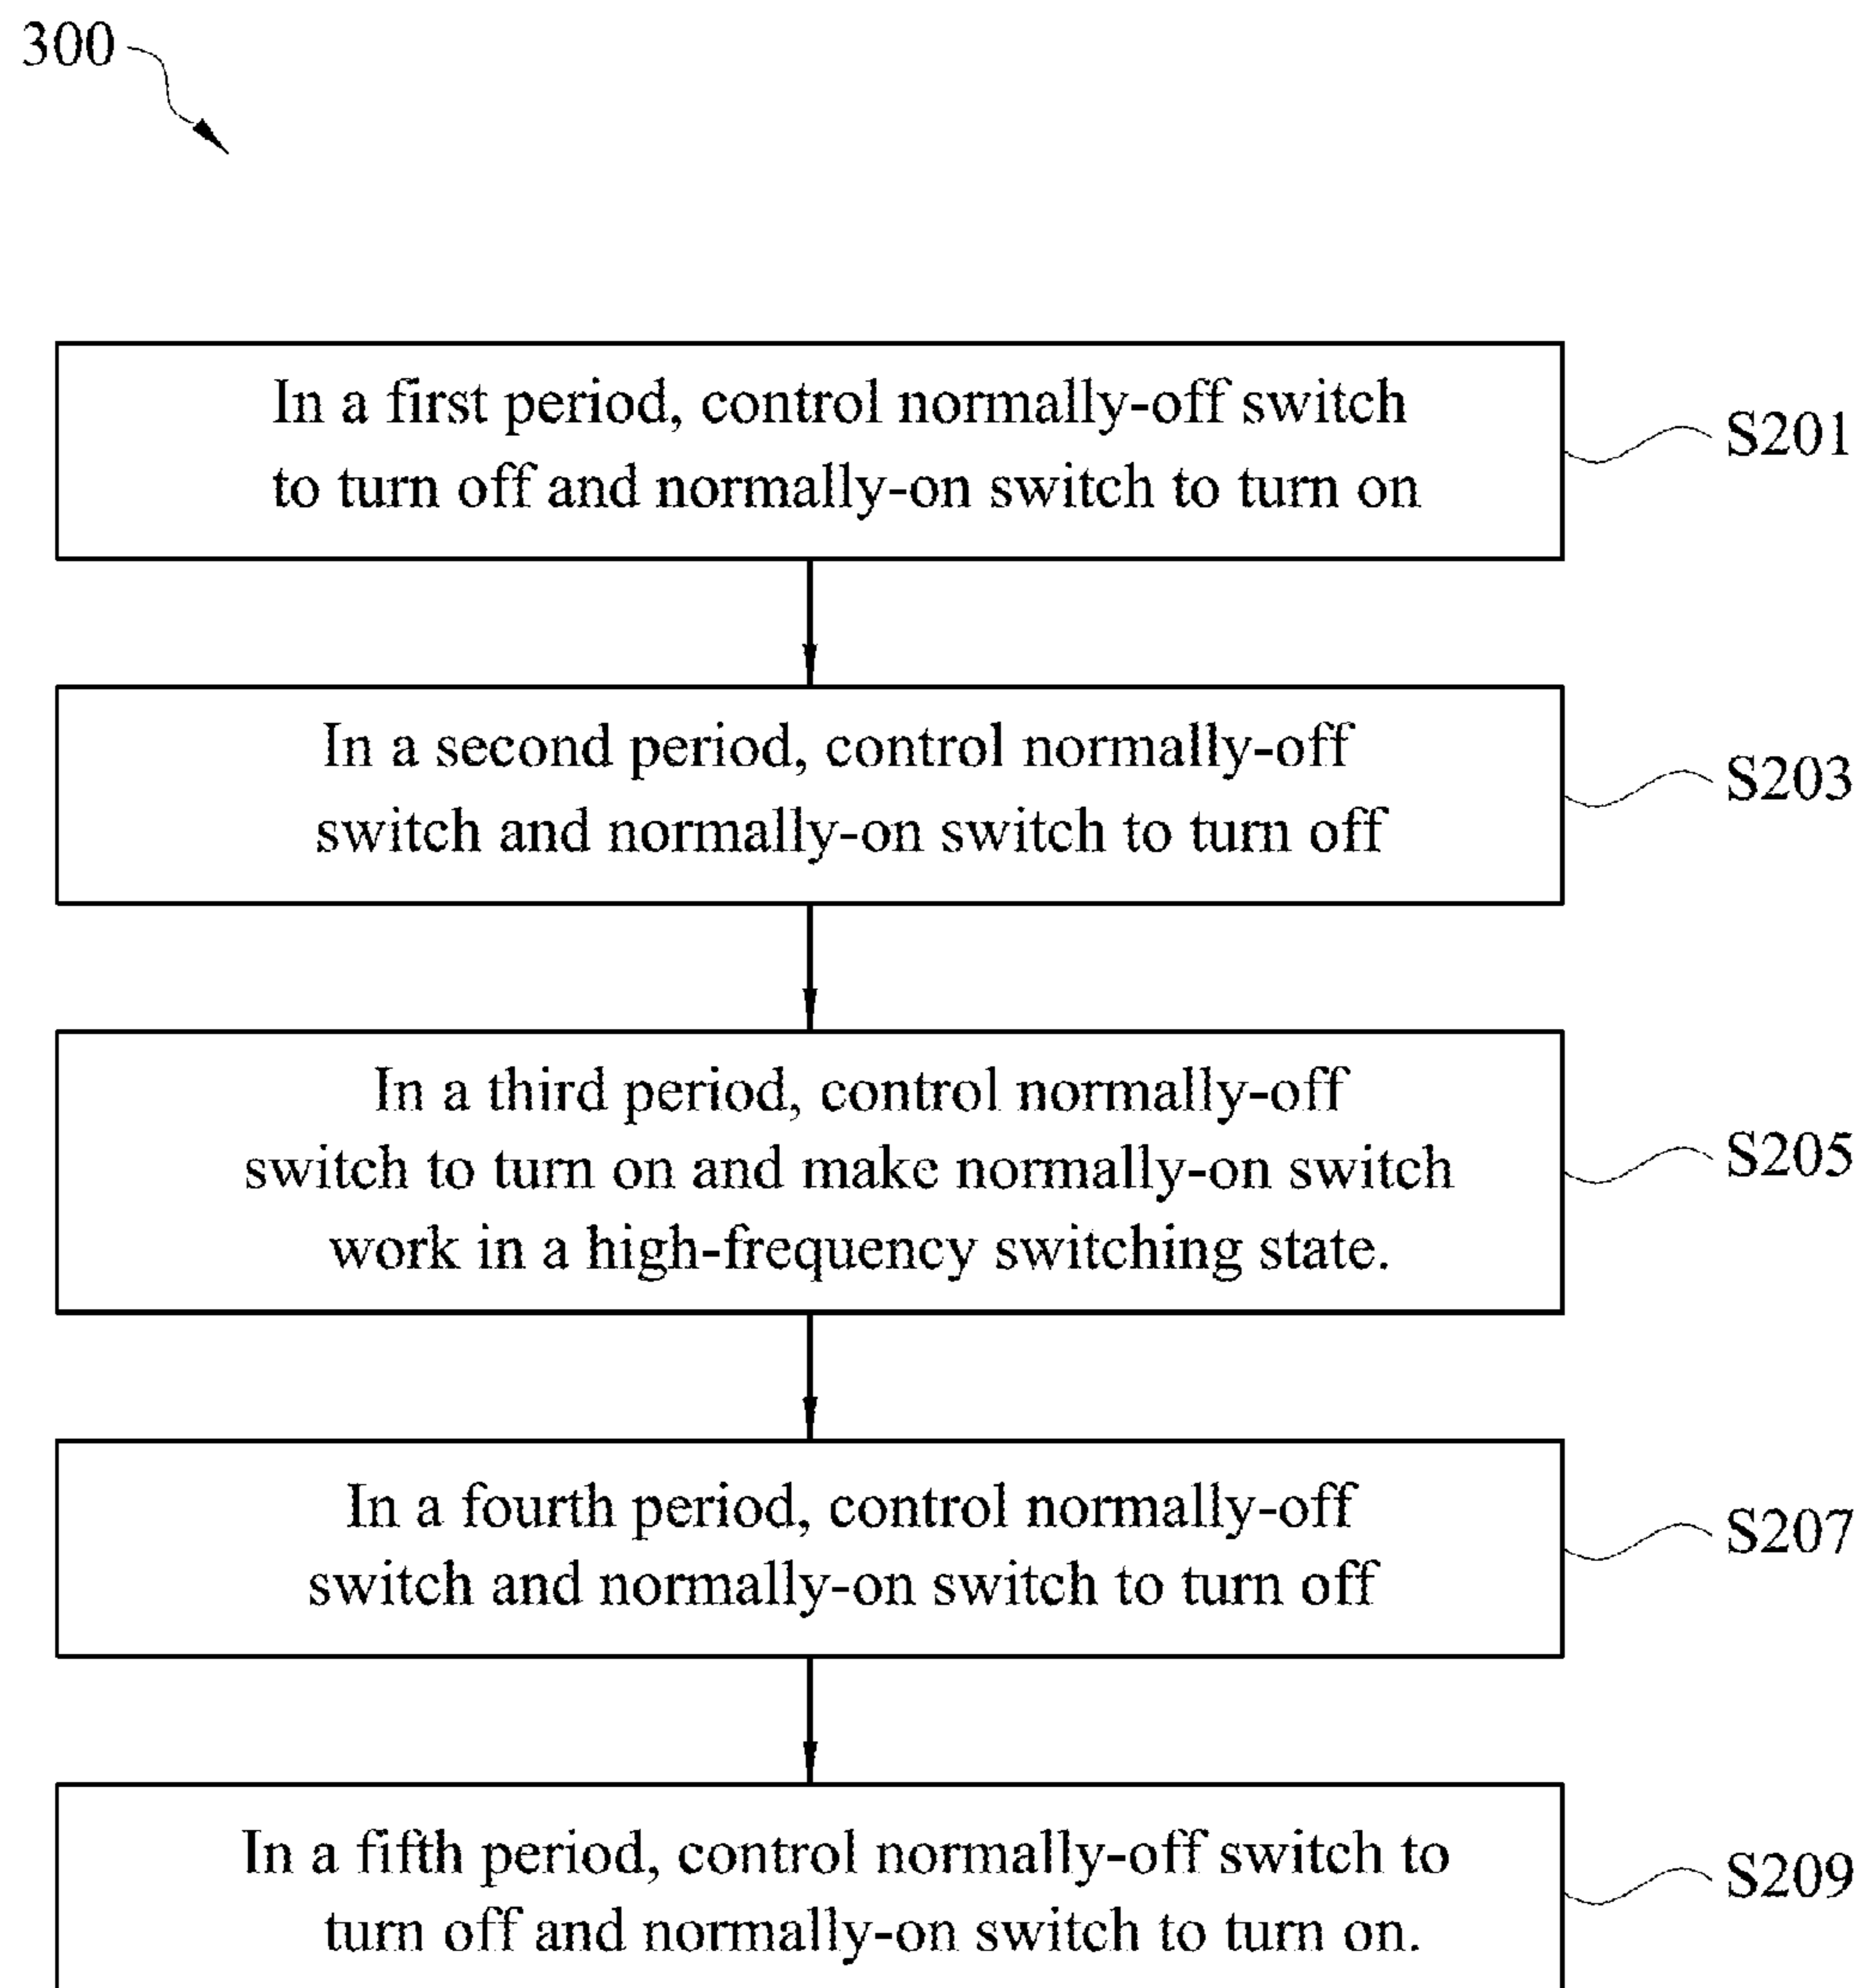 300
In a first period, control normally-off switch
to turn off and normally-on switch to turn on
S201
In a second period, control normally-off
switch and normally-on switch to turn off
S203
In a third period, control normally-off
switch to turn on and make normally-on switch
work in a high-frequency switching state.
S205
In a fourth period, control normally-off
switch and normally-on switch to turn off
S207
In a fifth period, control normally-off switch to
turn off and normally-on switch to turn on.
S209